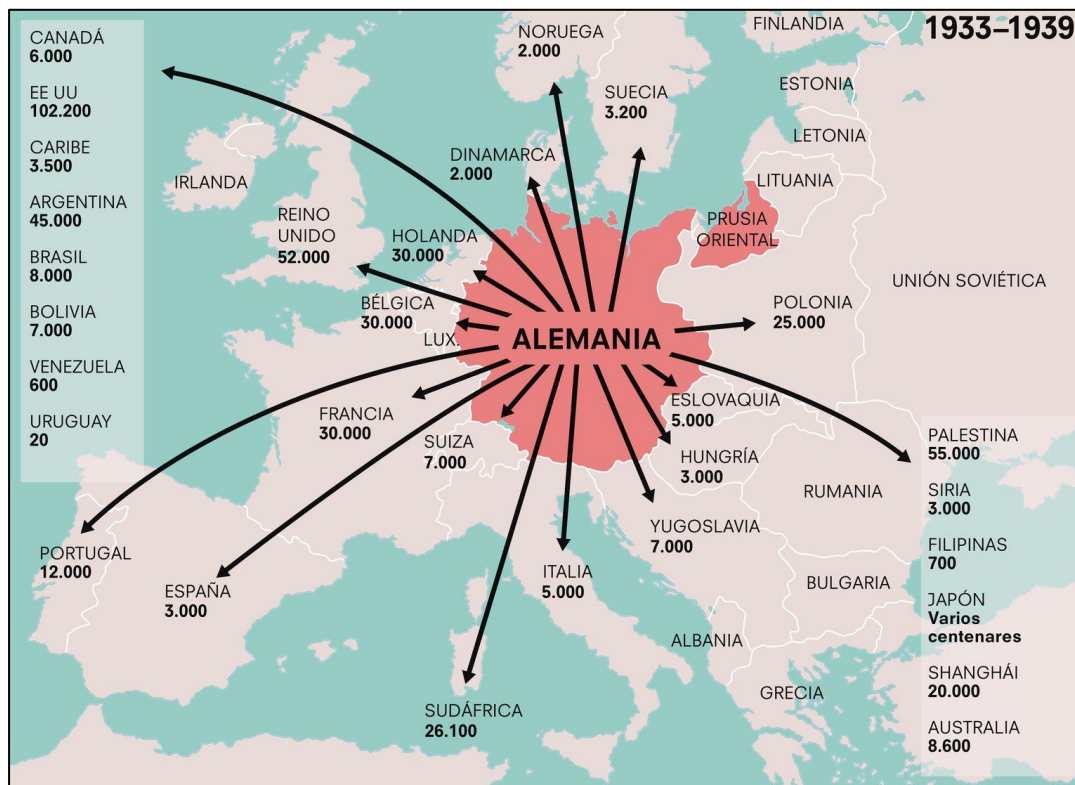 1933–1939
CANADÁ
6.000
EE UU
102.200
CARIBE
3.500
ARGENTINA
45.000
BRASIL
8.000
BOLIVIA
7.000
VENEZUELA
600
URUGUAY
20
NORUEGA
2.000
SUECIA
3.200
FINLANDIA
ESTONIA
LETONIA
LITUANIA
DINAMARCA
2.000
IRLANDA
REINO
UNIDO
52.000
HOLANDA
30.000
PRUSIA
ORIENTAL
UNIÓN SOVIÉTICA
BÉLGICA
30.000
LUX.
ALEMANIA
POLONIA
25.000
FRANCIA
30.000
SUIZA
7.000
ESLOVAQUIA
5.000
HUNGRÍA
3.000
RUMANIA
YUGOSLAVIA
7.000
PORTUGAL
12.000
ESPAÑA
3.000
ITALIA
5.000
BULGARIA
ALBANIA
GRECIA
SUDÁFRICA
26.100
PALESTINA
55.000
SIRIA
3.000
FILIPINAS
700
JAPÓN
Varios
centenares
SHANGHÁI
20.000
AUSTRALIA
8.600